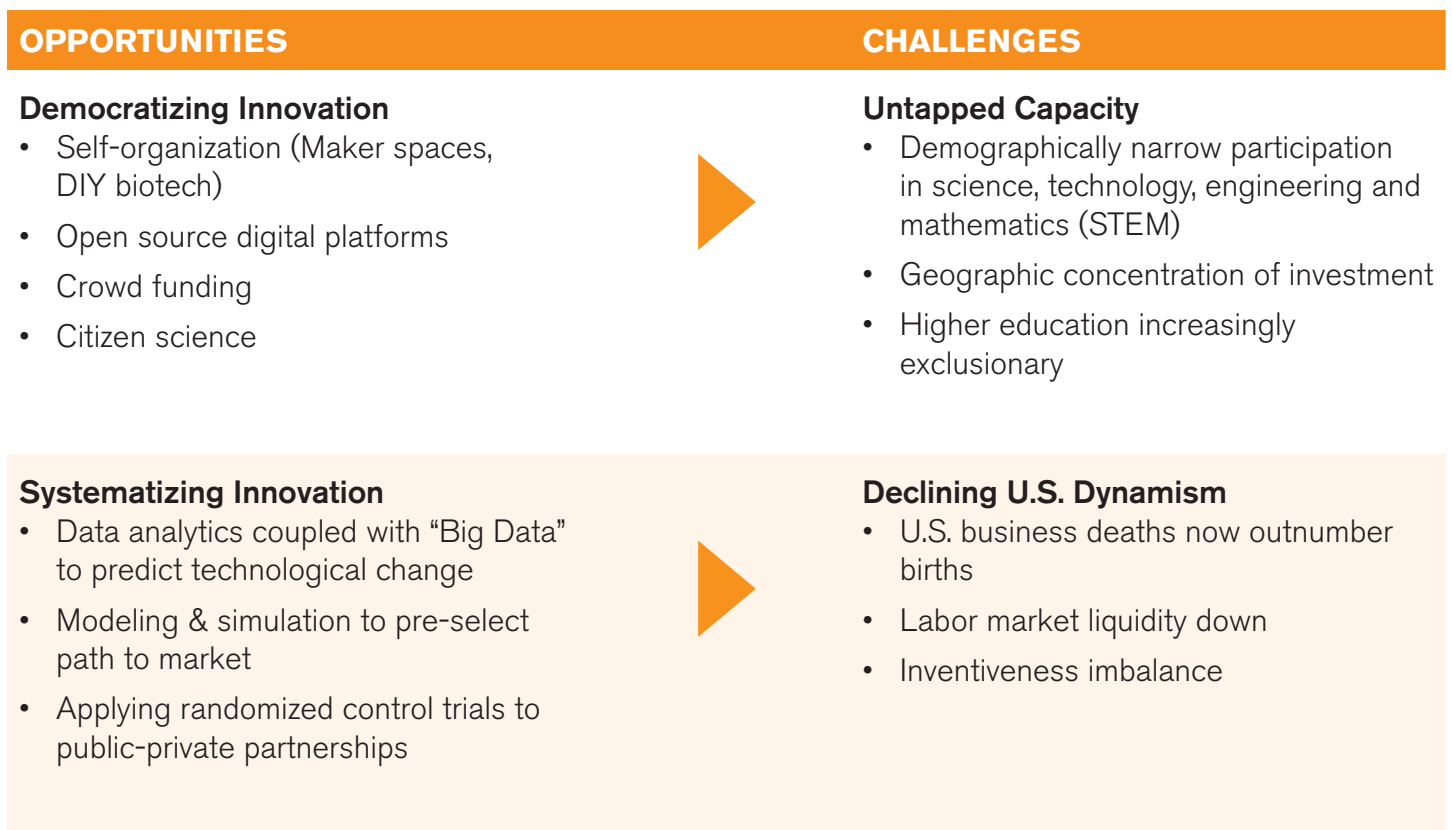 OPPORTUNITIES
CHALLENGES
Democratizing Innovation
• Self-organization (Maker spaces,
DIY biotech)
• Open source digital platforms
• Crowd funding
• Citizen science
Untapped Capacity
• Demographically narrow participation
in science, technology, engineering and
mathematics (STEM)
• Geographic concentration of investment
• Higher education increasingly
exclusionary
Systematizing Innovation
• Data analytics coupled with “Big Data”
to predict technological change
• Modeling & simulation to pre-select
path to market
• Applying randomized control trials to
public-private partnerships
Declining U.S. Dynamism
• U.S. business deaths now outnumber
births
• Labor market liquidity down
• Inventiveness imbalance